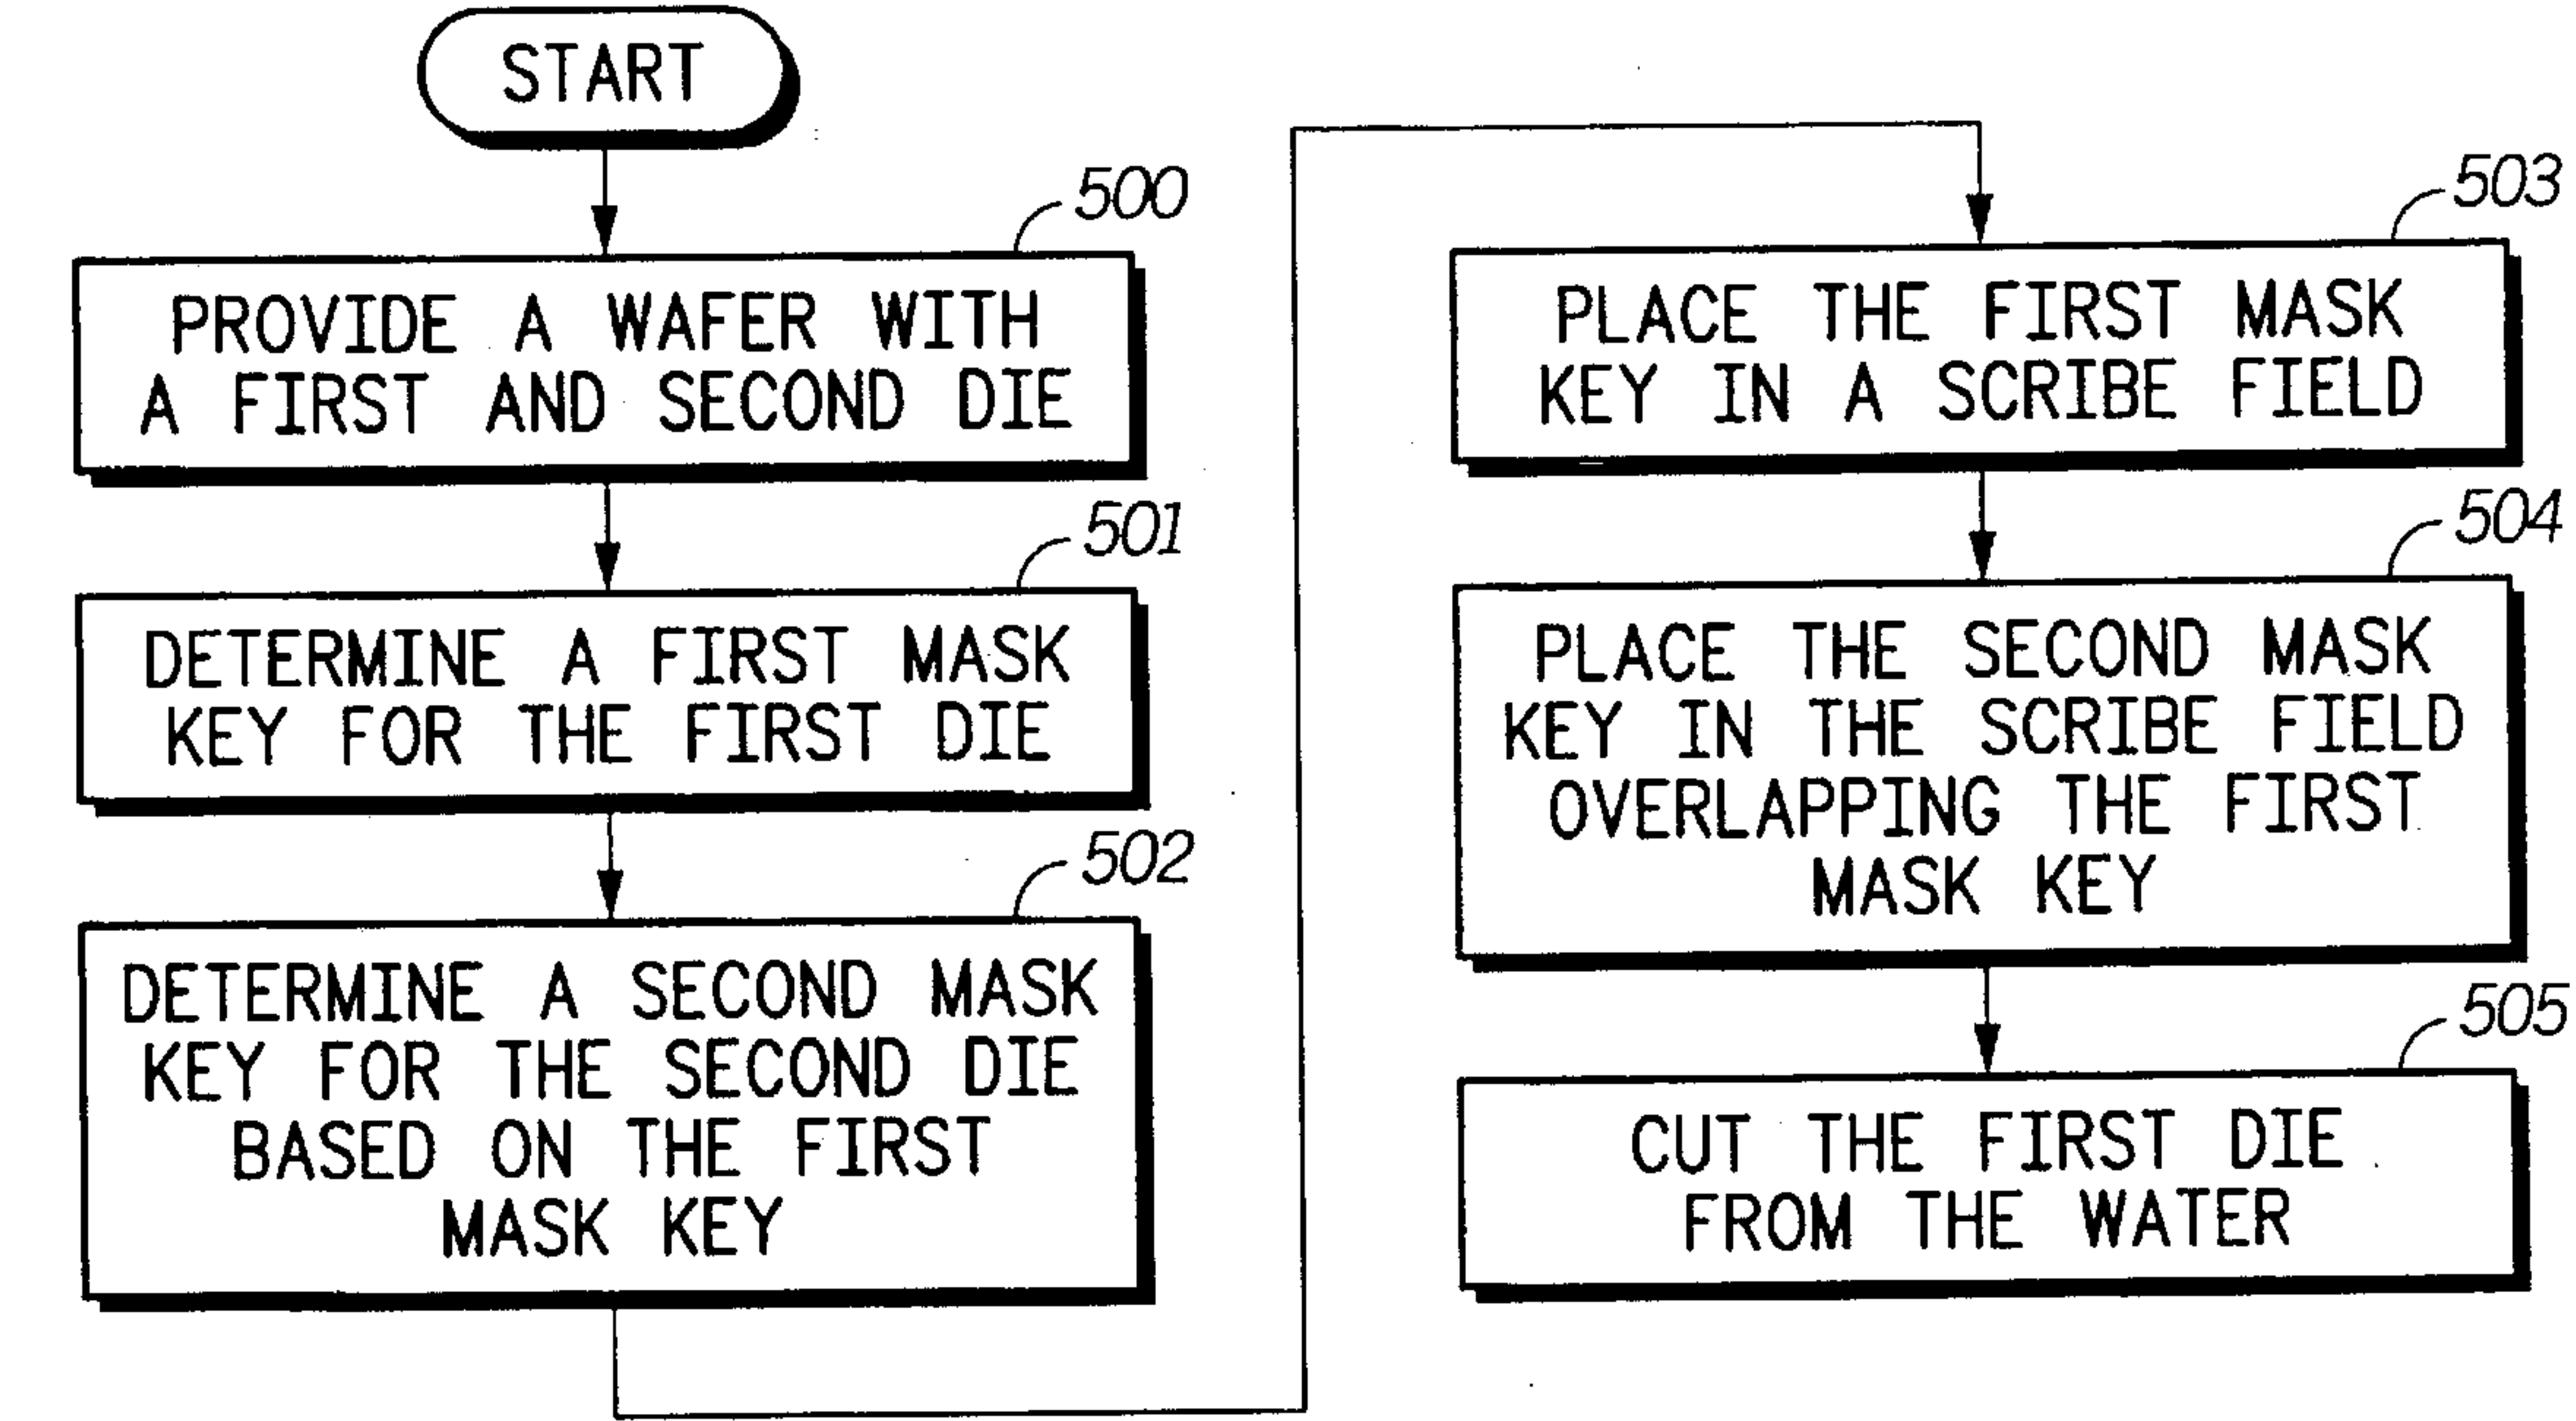 START
500
PROVIDE A WAFER WITH
A FIRST AND SECOND DIE
501
DETERMINE A FIRST MASK
KEY FOR THE FIRST DIE
502
DETERMINE A SECOND MASK
KEY FOR THE SECOND DIE
BASED ON THE FIRST
MASK KEY
503
PLACE THE FIRST MASK
KEY IN A SCRIBE FIELD
504
PLACE THE SECOND MASK
KEY IN THE SCRIBE FIELD
OVERLAPPING THE FIRST
MASK KEY
505
CUT THE FIRST DIE
FROM THE WATER